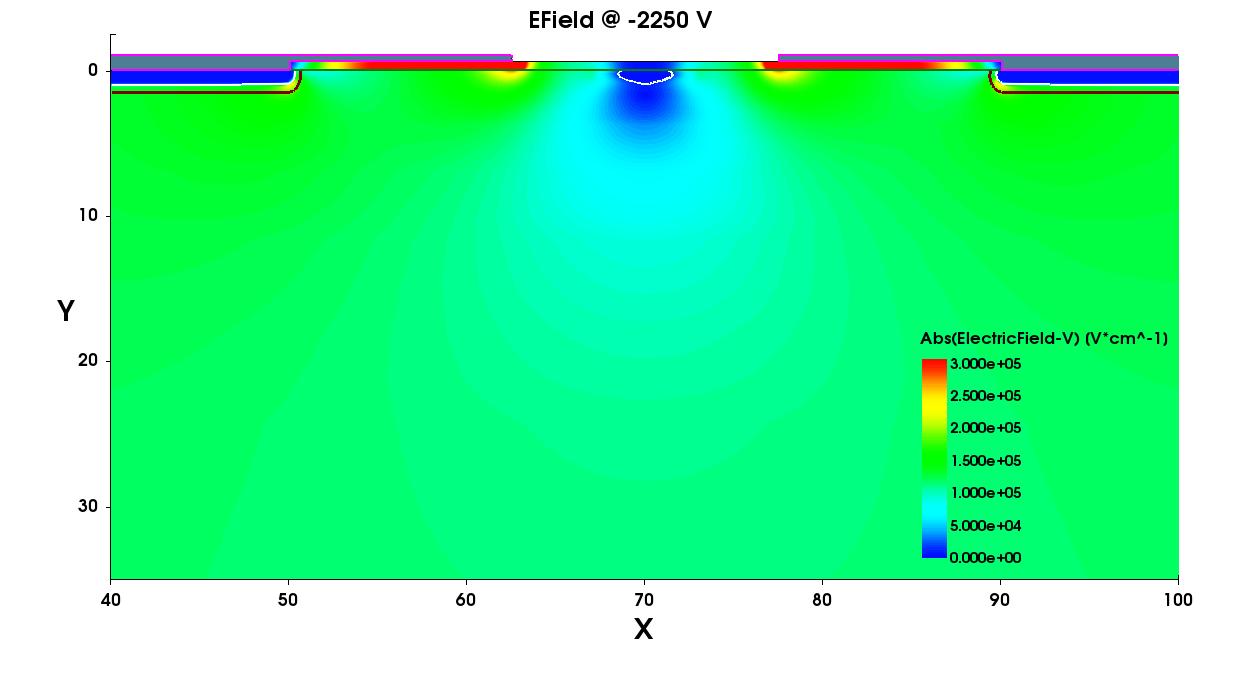 EField @ -2250 V
0
10
20
30
Y
Abs(ElectricField-V) (V*cm^-1)
3.000e+05
2.500e+05
2.000e+05
1.500e+05
1.000e+05
5.000e+04
0.000e+00
40 50 60 70 80 90 100
X